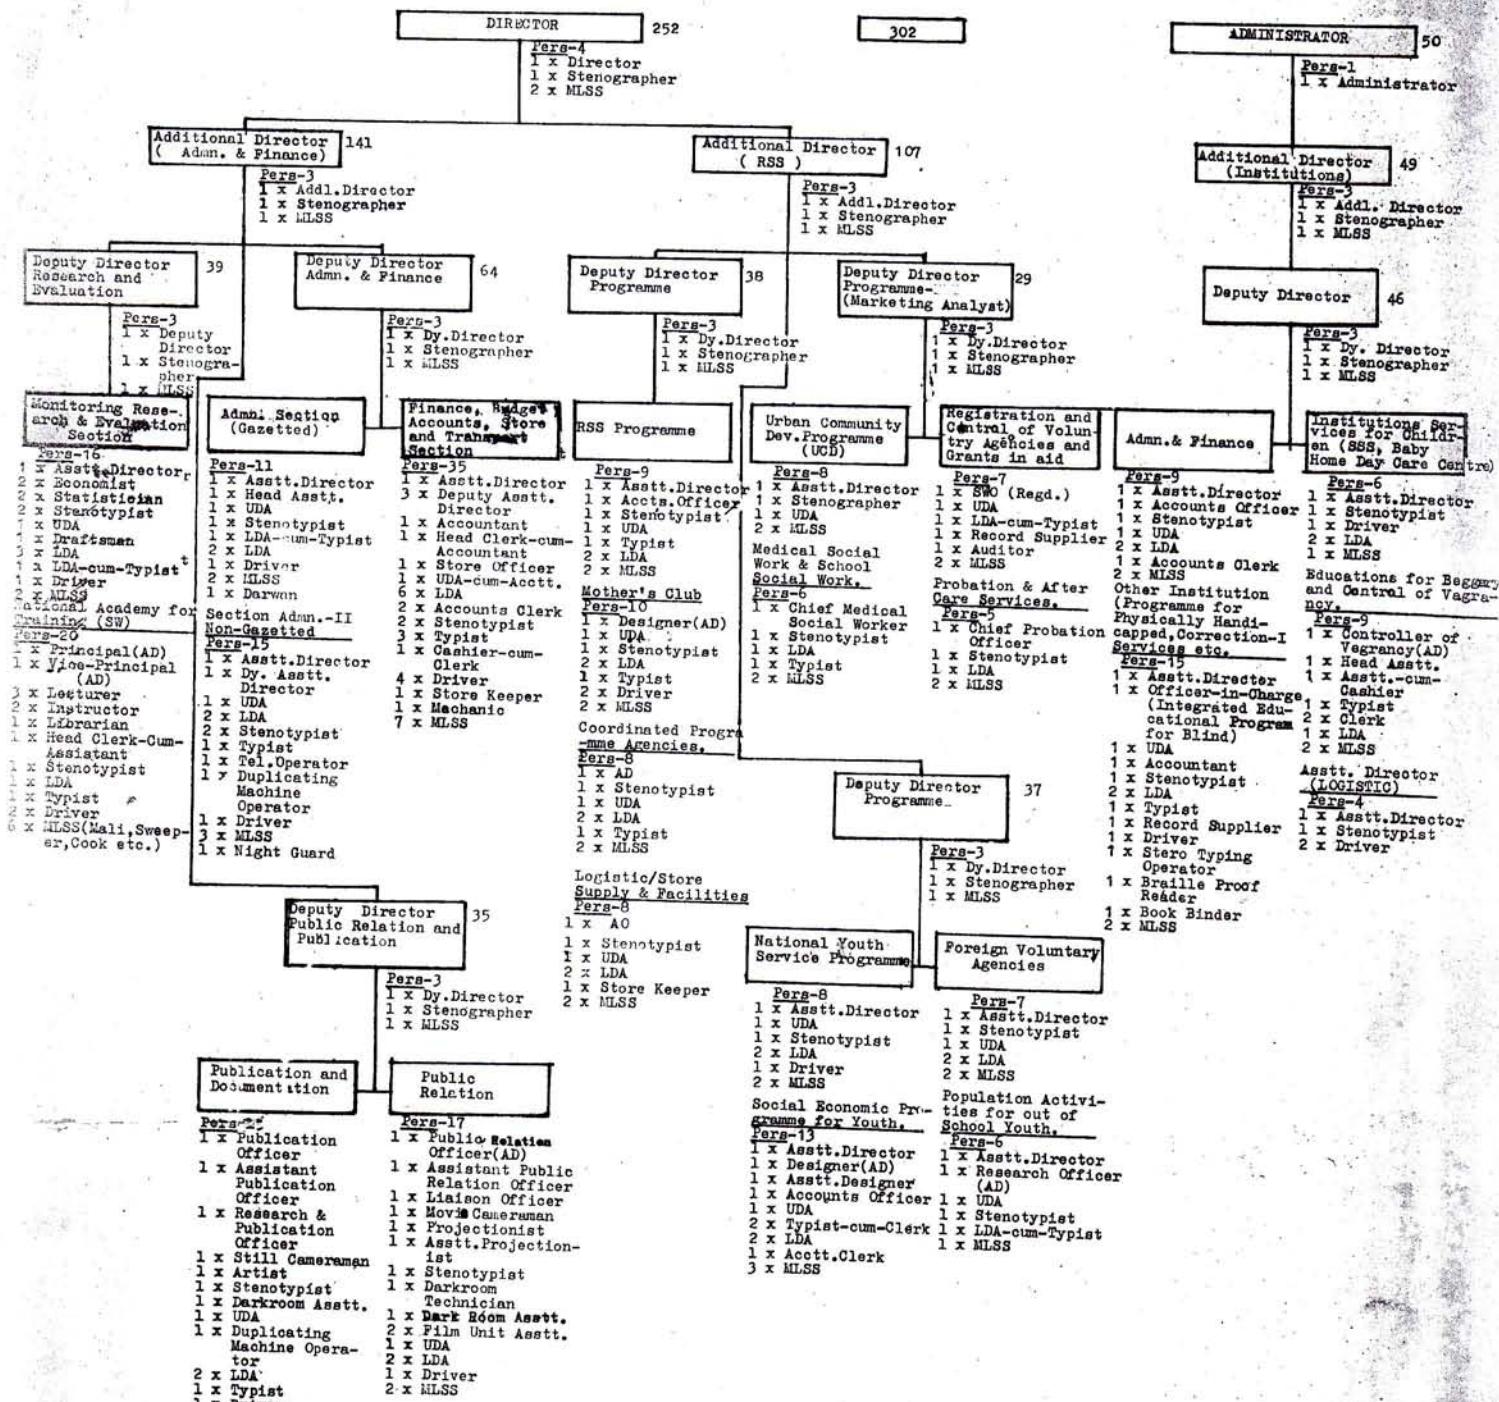 DIRECTOR 252
302
ADMINISTRATOR 50
Pers-4
1 x Director
1 x Stenographer
2 x MLSS
Pers-1
1 x Administrator
Additional Director 141
( Admn. & Finance)
Pers-3
1 x Addl.Director
1 x Stenographer
1 x MLSS
Additional Director 107
( RSS )
Pers-3
1 x Addl.Director
1 x Stenographer
1 x MLSS
Additional Director 49
(Institutions)
Pers-3
1 x Addl. Director
1 x Stenographer
1 x MLSS
Deputy Director 39
Research and
Evaluation
Pers-3
1 x Deputy
Director
1 x Stenogra-
pher
1 x MLSS
Deputy Director 64
Admn. & Finance
Pers-3
1 x Dy.Director
1 x Stenographer
1 x MLSS
Deputy Director 38
Programme
Pers-3
1 x Dy.Director
1 x Stenographer
1 x MLSS
Deputy Director 29
Programme-
(Marketing Analyst)
Pers-3
1 x Dy.Director
1 x Stenographer
1 x MLSS
Deputy Director 46
Pers-3
1 x Dy. Director
1 x Stenographer
1 x MLSS
Monitoring Rese-
arch & Evaluation
Section
Pers-16
1 x Asstt.Director
2 x Economist
2 x Statistician
2 x Stenotypist
1 x UDA
1 x Draftsman
3 x LDA
1 x LDA-cum-Typist
1 x Driver
2 x MLSS
National Academy for
Training (SW)
Pers-20
1 x Principal(AD)
1 x Vice-Principal
(AD)
3 x Lecturer
2 x Instructor
1 x Librarian
1 x Head Clerk-Cum-
Assistant
1 x Stenotypist
1 x LDA
1 x Typist
2 x Driver
6 x MLSS(Mali,Sweep-
er,Cook etc.)
Admn. Section
(Gazetted)
Pers-11
1 x Asstt.Director
1 x Head Asstt.
1 x UDA
1 x Stenotypist
1 x LDA-cum-Typist
2 x LDA
1 x Driver
2 x MLSS
1 x Darwan
Section Admn.-II
Non-Gazetted
Pers-15
1 x Asstt.Director
1 x Dy. Asstt.
Director
1 x UDA
2 x LDA
2 x Stenotypist
1 x Typist
1 x Tel.Operator
1 x Duplicating
Machine
Operator
1 x Driver
3 x MLSS
1 x Night Guard
Finance, Budget
Accounts, Store
and Transport
Section
Pers-35
1 x Asstt.Director
3 x Deputy Asstt.
Director
1 x Accountant
1 x Head Clerk-cum-
Accountant
1 x Store Officer
1 x UDA-cum-Acctt.
6 x LDA
2 x Accounts Clerk
2 x Stenotypist
3 x Typist
1 x Cashier-cum-
Clerk
4 x Driver
1 x Store Keeper
1 x Machanic
7 x MLSS
RSS Programme
Pers-9
1 x Asstt.Director
1 x Accts.Officer
1 x Stenotypist
1 x UDA
1 x Typist
2 x LDA
2 x MLSS
Mother's Club
Pers-10
1 x Designer(AD)
1 x UDA
1 x Stenotypist
2 x LDA
1 x Typist
2 x Driver
2 x MLSS
Coordinated Progra
-mme Agencies.
Pers-8
1 x AD
1 x Stenotypist
1 x UDA
2 x LDA
1 x Typist
2 x MLSS
Logistic/Store
Supply & Facilities
Pers-8
1 x AO
1 x Stenotypist
1 x UDA
2 x LDA
1 x Store Keeper
2 x MLSS
Urban Community
Dev.Programme
(UCD)
Pers-8
1 x Asstt.Director
1 x Stenographer
1 x UDA
2 x MLSS
Medical Social
Work & School
Social Work.
Pers-6
1 x Chief Medical
Social Worker
1 x Stenotypist
1 x LDA
1 x Typist
2 x MLSS
Registration and
Central of Volun-
try Agencies and
Grants in aid
Pers-7
1 x SWO (Regd.)
1 x UDA
1 x LDA-cum-Typist
1 x Record Supplier
1 x Auditor
2 x MLSS
Probation & After
Care Services.
Pers-5
1 x Chief Probation
Officer
1 x Stenotypist
1 x LDA
2 x MLSS
Admn.& Finance
Pers-9
1 x Asstt.Director
1 x Accounts Officer
1 x Stenotypist
1 x UDA
2 x LDA
1 x Accounts Clerk
2 x MLSS
Other Institution
(Programme for
Physically Handi-
capped,Correction-I
Services etc.
Pers-15
1 x Asstt.Director
1 x Officer-in-Charge
(Integrated Edu-
cational Program
for Blind)
1 x UDA
1 x Accountant
1 x Stenotypist
2 x LDA
1 x Typist
1 x Record Supplier
1 x Driver
1 x Stero Typing
Operator
1 x Braille Proof
Reader
1 x Book Binder
2 x MLSS
Institutions Ser-
vices for Childr-
en (SSS, Baby
Home Day Care Centre)
Pers-6
1 x Asstt.Director
1 x Stenotypist
1 x Driver
2 x LDA
1 x MLSS
Educations for Beggary
and Central of Vagra-
ncy.
Pers-9
1 x Controller of
Vegrancy(AD)
1 x Head Asstt.
1 x Asstt.-cum-
Cashier
1 x Typist
2 x Clerk
1 x LDA
2 x MLSS
Asstt. Director
(LOGISTIC)
Pers-4
1 x Asstt.Director
1 x Stenotypist
2 x Driver
Deputy Director 35
Public Relation and
Publication
Pers-3
1 x Dy.Director
1 x Stenographer
1 x MLSS
Deputy Director 37
Programme
Pers-3
1 x Dy.Director
1 x Stenographer
1 x MLSS
National Youth
Service Programme
Pers-8
1 x Asstt.Director
1 x UDA
1 x Stenotypist
2 x LDA
1 x Driver
2 x MLSS
Social Economic Pro-
gramme for Youth.
Pers-13
1 x Asstt.Director
1 x Designer(AD)
1 x Asstt.Designer
1 x Accounts Officer
1 x UDA
2 x Typist-cum-Clerk
2 x LDA
1 x Acctt.Clerk
3 x MLSS
Foreign Voluntary
Agencies
Pers-7
1 x Asstt.Director
1 x Stenotypist
1 x UDA
2 x LDA
2 x MLSS
Population Activi-
ties for out of
School Youth.
Pers-6
1 x Asstt.Director
1 x Research Officer
(AD)
1 x UDA
1 x Stenotypist
1 x LDA-cum-Typist
1 x MLSS
Publication and
Documentation
1 x Publication
Officer
1 x Assistant
Publication
Officer
1 x Research &
Publication
Officer
1 x Still Cameraman
1 x Artist
1 x Stenotypist
1 x Darkroom Asstt.
1 x UDA
1 x Duplicating
Machine Opera-
tor
2 x LDA
1 x Typist
Public
Relation
Pers-17
1 x Public Relation
Officer(AD)
1 x Assistant Public
Relation Officer
1 x Liaison Officer
1 x Movie Cameraman
1 x Projectionist
1 x Asstt.Projection-
ist
1 x Stenotypist
1 x Darkroom
Technician
1 x Dark Room Asstt.
2 x Film Unit Asstt.
1 x UDA
2 x LDA
1 x Driver
2 x MLSS